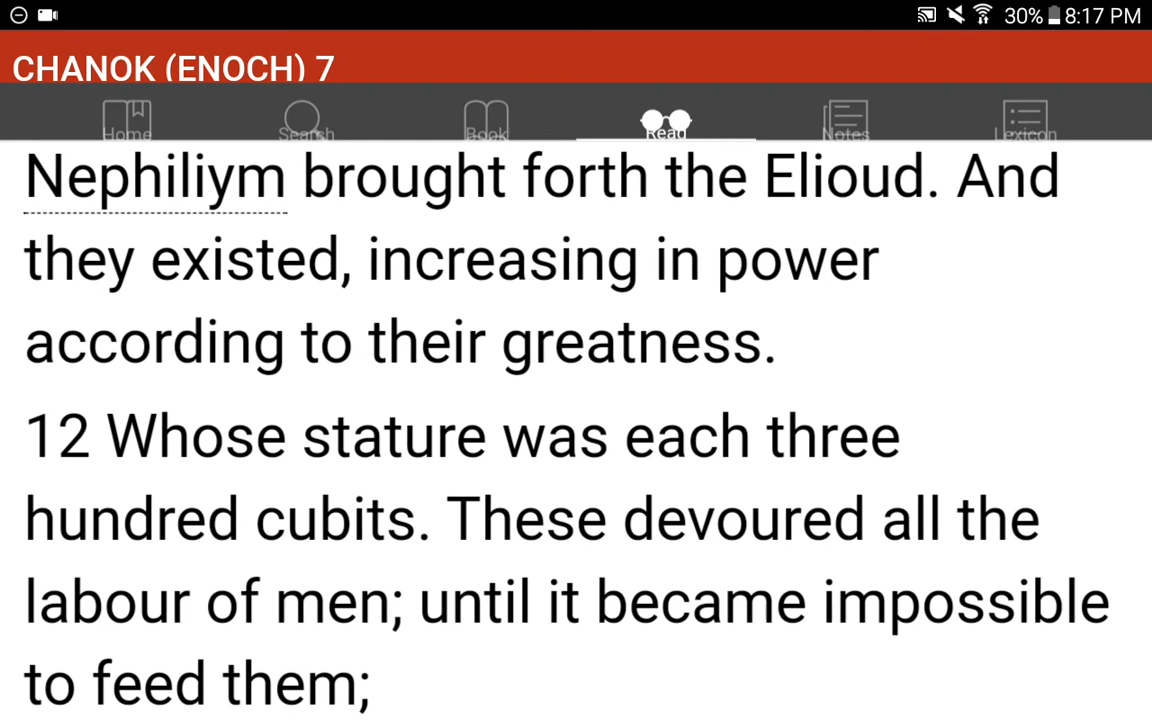 30% 8:17 PM
CHANOK (ENOCH) 7
Home Search Book Read Notes Lexicon
Nephiliym brought forth the Elioud. And
they existed, increasing in power
according to their greatness.
12 Whose stature was each three
hundred cubits. These devoured all the
labour of men; until it became impossible
to feed them;